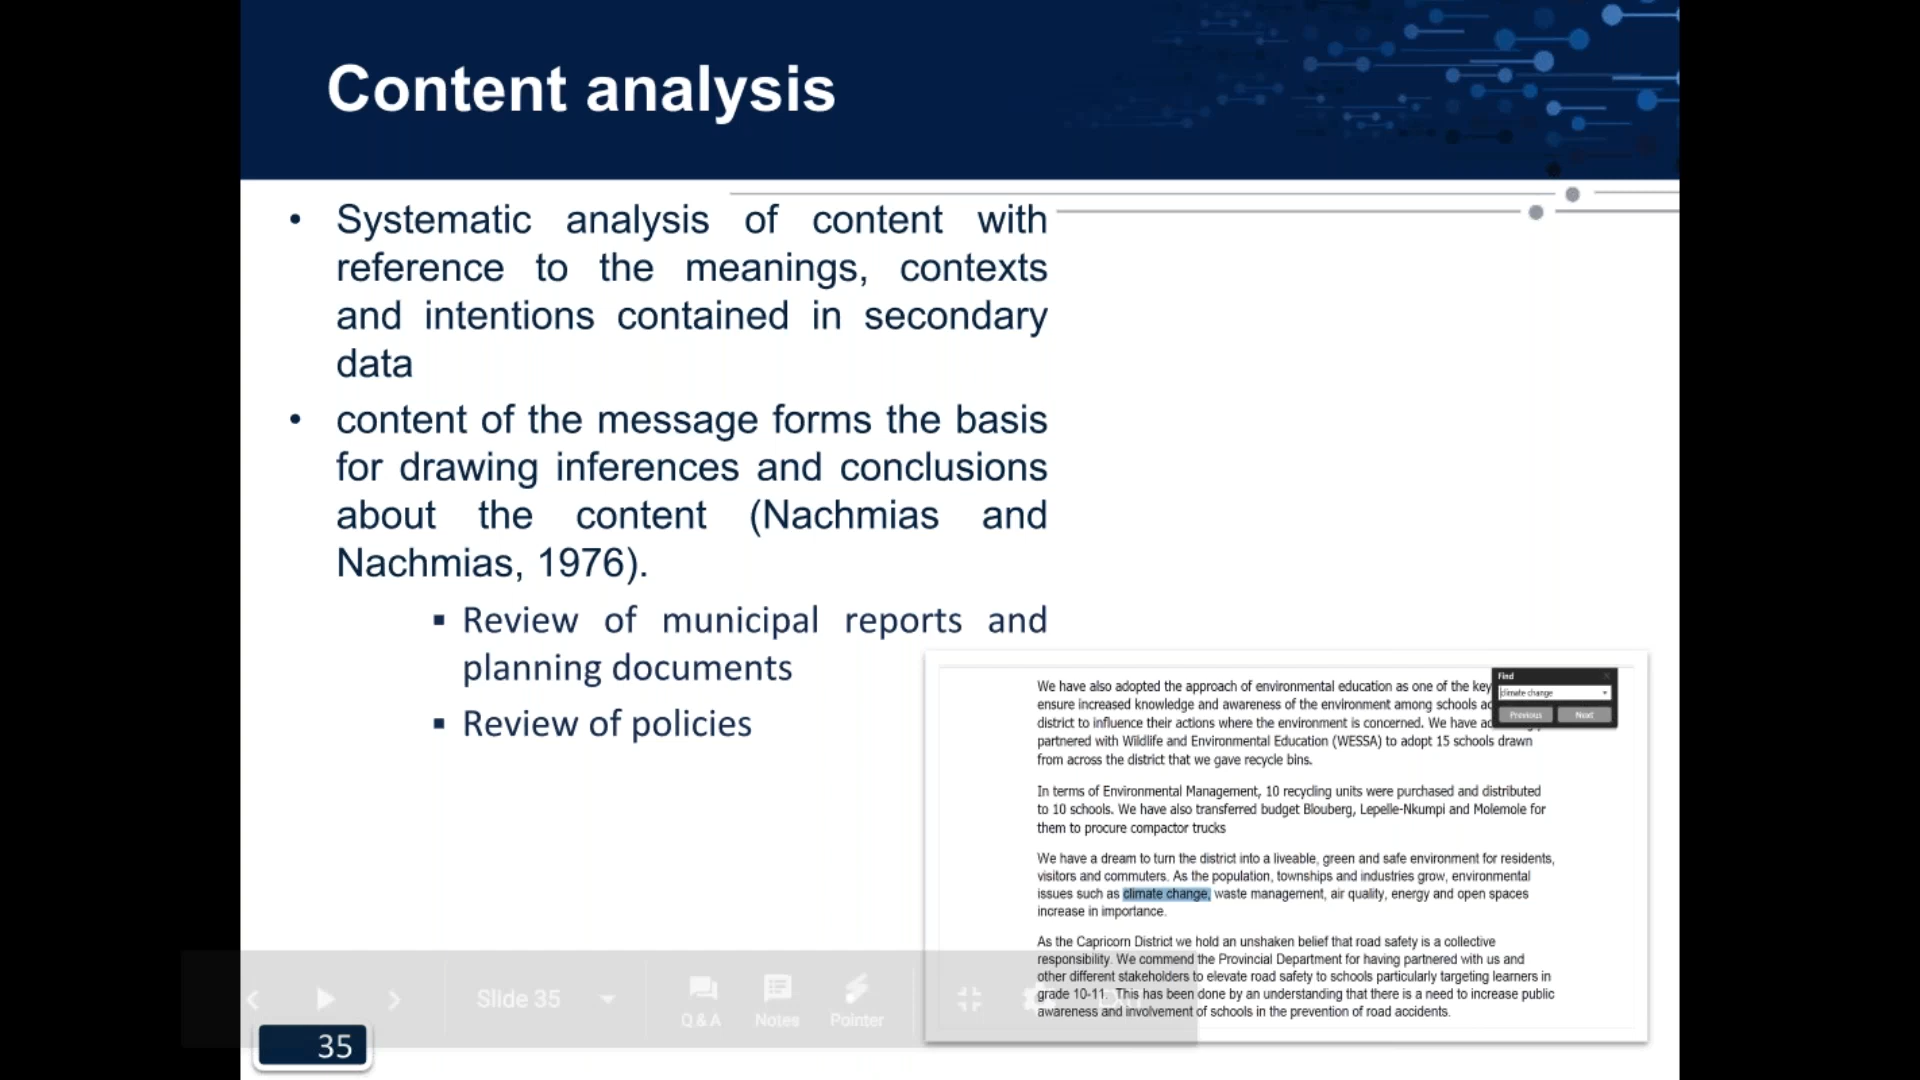 Content analysis
• Systematic analysis of content with
reference to the meanings, contexts
and intentions contained in secondary
data
• content of the message forms the basis
for drawing inferences and conclusions
about the content (Nachmias and
Nachmias, 1976).
▪ Review of municipal reports and
planning documents
▪ Review of policies
We have also adopted the approach of environmental education as one of the key
ensure increased knowledge and awareness of the environment among schools
district to influence their actions where the environment is concerned. We have
partnered with Wildlife and Environmental Education (WESSA) to adopt 15 schools drawn
from across the district that we gave recycle bins.
Find
climate change
Previous Next
In terms of Environmental Management, 10 recycling units were purchased and distributed
to 10 schools. We have also transferred budget Blouberg, Lepelle-Nkumpi and Molemole for
them to procure compactor trucks
We have a dream to turn the district into a liveable, green and safe environment for residents,
visitors and commuters. As the population, townships and industries grow, environmental
issues such as climate change, waste management, air quality, energy and open spaces
increase in importance.
As the Capricorn District we hold an unshaken belief that road safety is a collective
responsibility. We commend the Provincial Department for having partnered with us and
other different stakeholders to elevate road safety to schools particularly targeting learners in
grade 10-11. This has been done by an understanding that there is a need to increase public
awareness and involvement of schools in the prevention of road accidents.
Slide 35
Q & A Notes Pointer
35